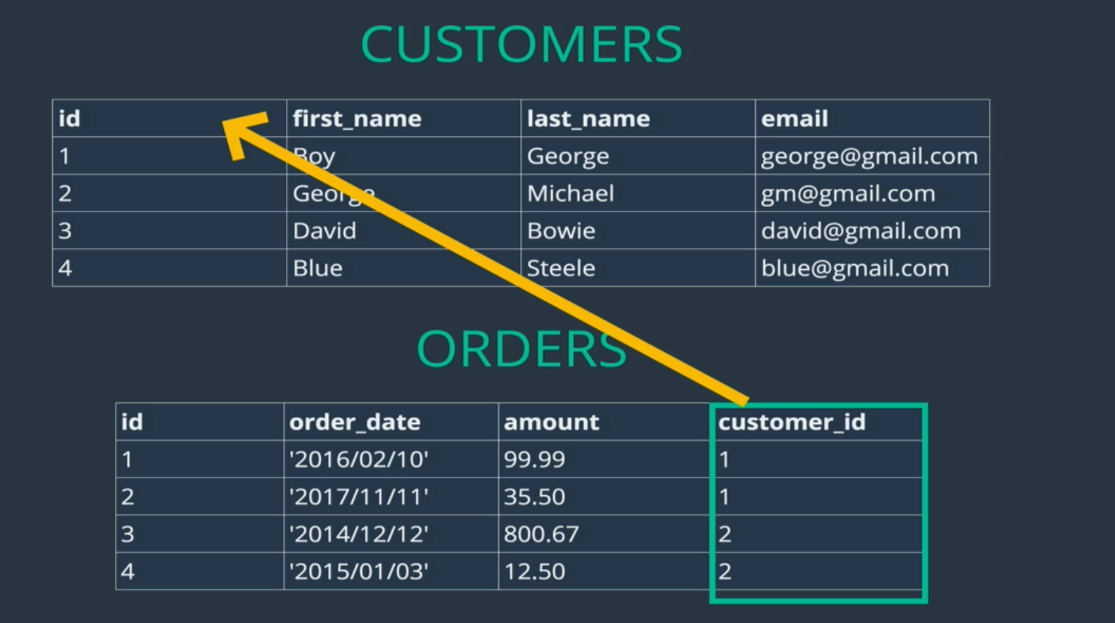 CUSTOMERS
id first_name last_name email
1 Boy George george@gmail.com
2 George Michael gm@gmail.com
3 David Bowie david@gmail.com
4 Blue Steele blue@gmail.com
ORDERS
id order_date amount customer_id
1 '2016/02/10' 99.99 1
2 '2017/11/11' 35.50 1
3 '2014/12/12' 800.67 2
4 '2015/01/03' 12.50 2